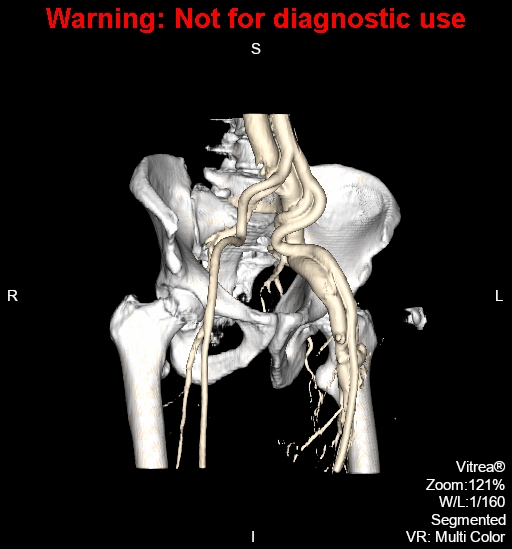 Warning: Not for diagnostic use
S
R
L
Vitrea®
Zoom:121%
W/L:1/160
Segmented
I
VR: Multi Color